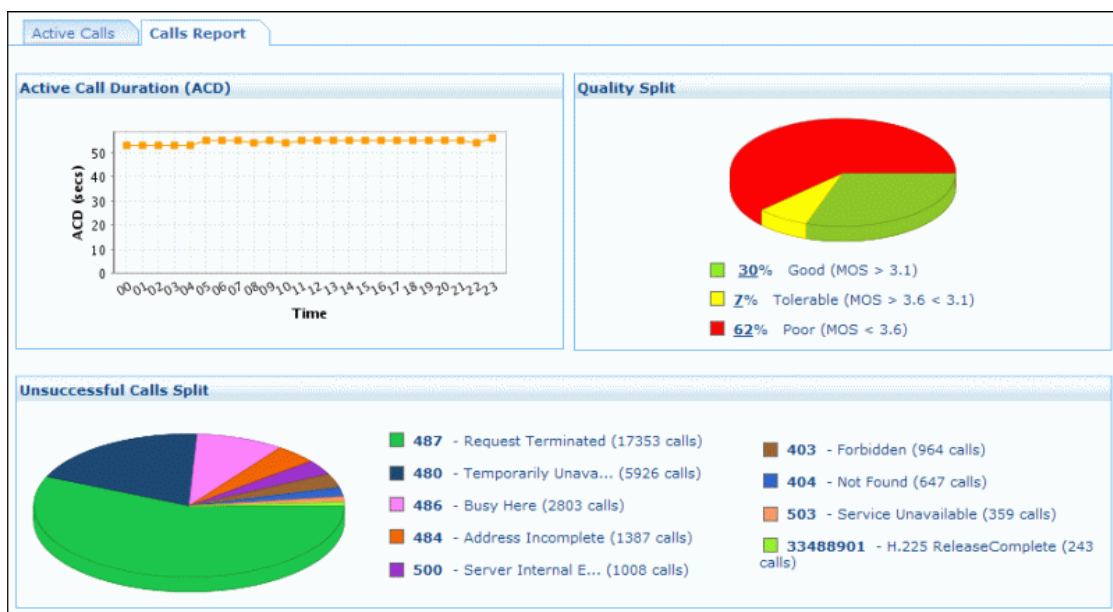 Active Calls
Calls Report
Active Call Duration (ACD)
50
40
30
20
10
0
ACD (secs)
00 01 02 03 04 05 06 07 08 09 10 11 12 13 14 15 16 17 18 19 20 21 22 23
Time
Quality Split
30% Good (MOS > 3.1)
7% Tolerable (MOS > 3.6 < 3.1)
62% Poor (MOS < 3.6)
Unsuccessful Calls Split
487 - Request Terminated (17353 calls)
480 - Temporarily Unava... (5926 calls)
486 - Busy Here (2803 calls)
484 - Address Incomplete (1387 calls)
500 - Server Internal E... (1008 calls)
403 - Forbidden (964 calls)
404 - Not Found (647 calls)
503 - Service Unavailable (359 calls)
33488901 - H.225 ReleaseComplete (243
calls)